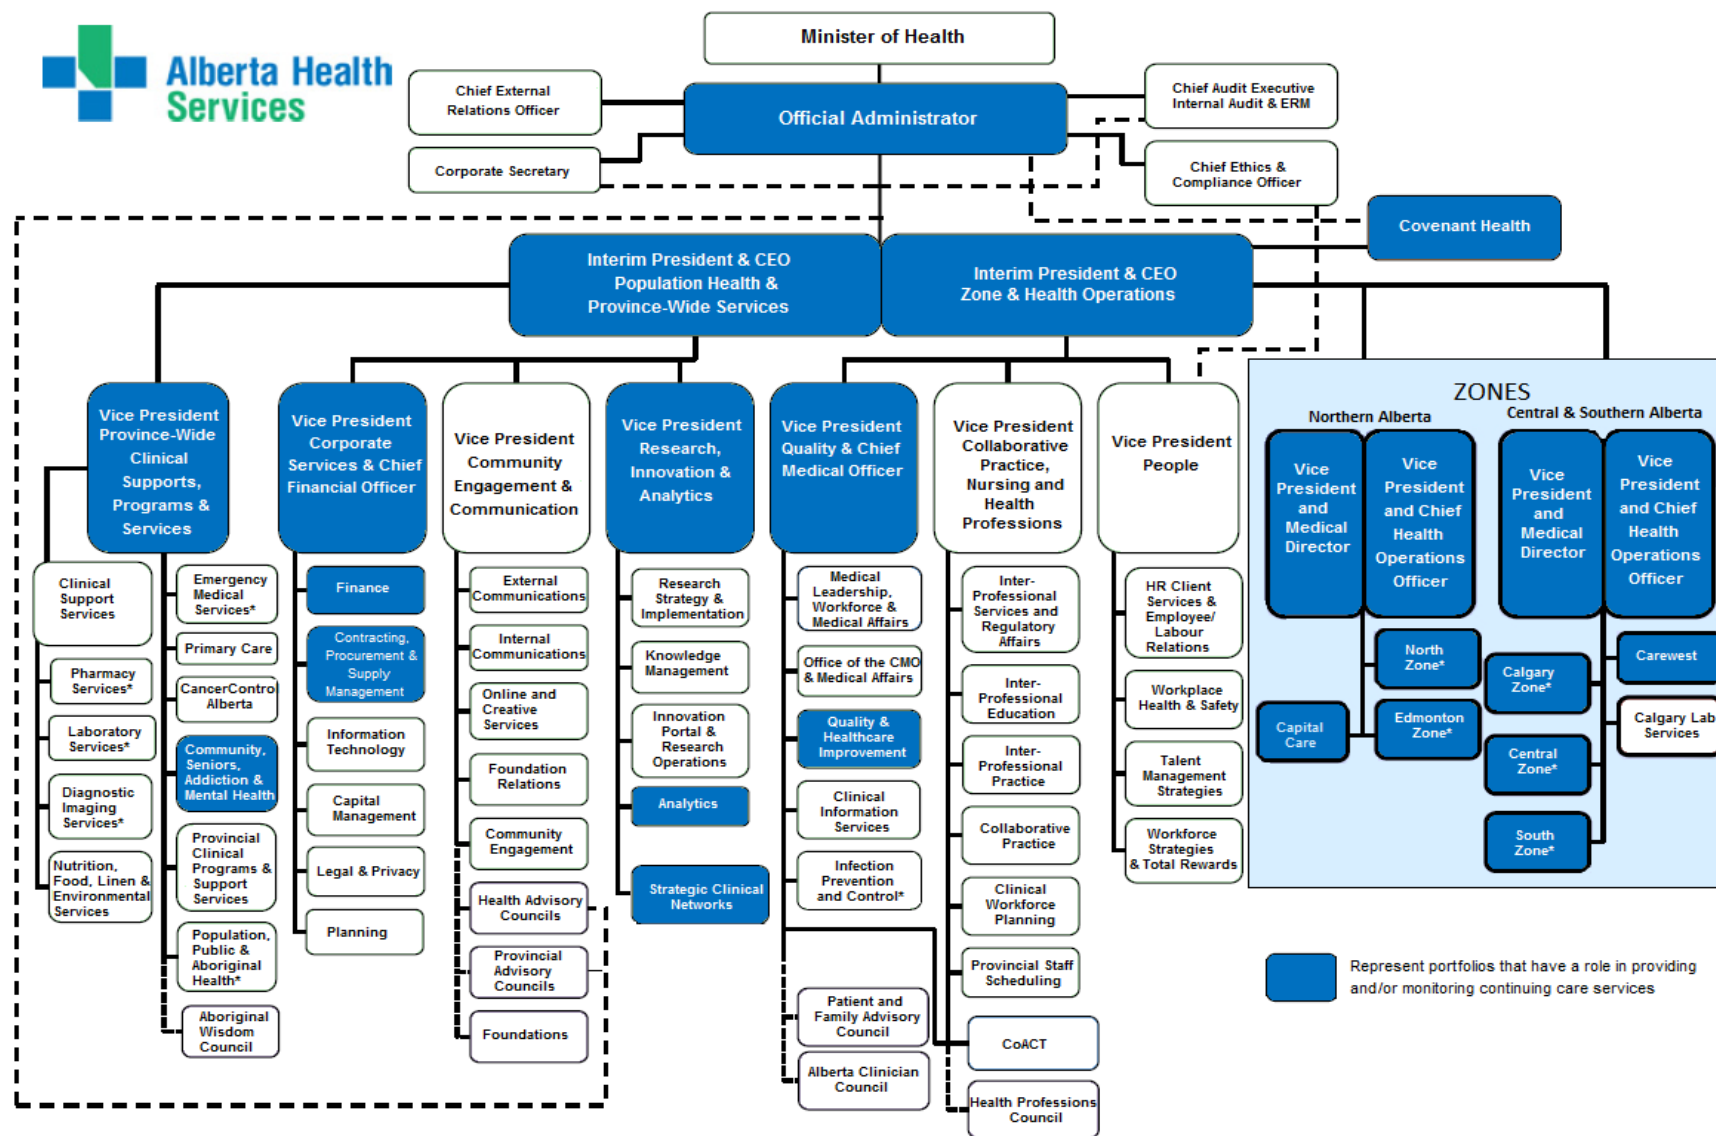 Alberta Health
Services
Minister of Health
Chief External
Relations Officer
Official Administrator
Chief Audit Executive
Internal Audit & ERM
Corporate Secretary
Chief Ethics &
Compliance Officer
Covenant Health
Interim President & CEO
Population Health &
Province-Wide Services
Interim President & CEO
Zone & Health Operations
Vice President
Province-Wide
Clinical
Supports,
Programs &
Services
Vice President
Corporate
Services & Chief
Financial Officer
Vice President
Community
Engagement &
Communication
Vice President
Research,
Innovation &
Analytics
Vice President
Quality & Chief
Medical Officer
Vice President
Collaborative
Practice,
Nursing and
Health
Professions
Vice President
People
ZONES
Northern Alberta
Central & Southern Alberta
Vice
President
and
Medical
Director
Vice
President
and Chief
Health
Operations
Officer
Vice
President
and
Medical
Director
Vice
President
and Chief
Health
Operations
Officer
Clinical
Support
Services
Pharmacy
Services*
Laboratory
Services*
Diagnostic
Imaging
Services*
Nutrition,
Food, Linen &
Environmental
Services
Emergency
Medical
Services*
Primary Care
CancerControl
Alberta
Community,
Seniors,
Addiction &
Mental Health
Provincial
Clinical
Programs &
Support
Services
Population,
Public &
Aboriginal
Health*
Aboriginal
Wisdom
Council
Finance
Contracting,
Procurement &
Supply
Management
Information
Technology
Capital
Management
Legal & Privacy
Planning
External
Communications
Internal
Communications
Online and
Creative
Services
Foundation
Relations
Community
Engagement
Health Advisory
Councils
Provincial
Advisory
Councils
Foundations
Research
Strategy &
Implementation
Knowledge
Management
Innovation
Portal &
Research
Operations
Analytics
Strategic Clinical
Networks
Medical
Leadership,
Workforce &
Medical Affairs
Office of the CMO
& Medical Affairs
Quality &
Healthcare
Improvement
Clinical
Information
Services
Infection
Prevention
and Control*
Patient and
Family Advisory
Council
Alberta Clinician
Council
Inter-
Professional
Services and
Regulatory
Affairs
Inter-
Professional
Education
Inter-
Professional
Practice
Collaborative
Practice
Clinical
Workforce
Planning
Provincial Staff
Scheduling
CoACT
Health Professions
Council
HR Client
Services &
Employee/
Labour
Relations
Workplace
Health & Safety
Talent
Management
Strategies
Workforce
Strategies
& Total Rewards
North
Zone*
Capital
Care
Edmonton
Zone*
Calgary
Zone*
Carewest
Calgary Lab
Services
Central
Zone*
South
Zone*
Represent portfolios that have a role in providing
and/or monitoring continuing care services